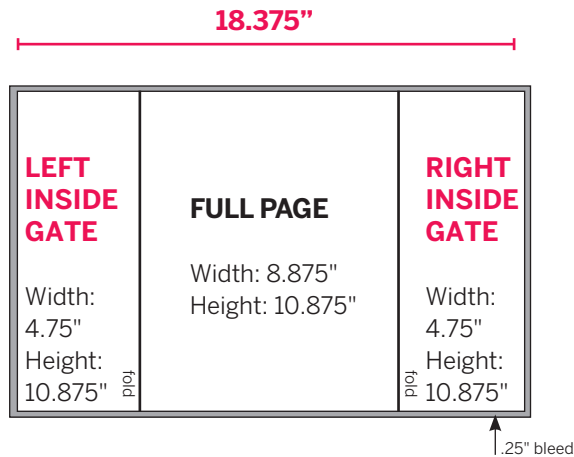 18.375”
LEFT
INSIDE
GATE
Width:
4.75"
Height:
10.875"
fold
FULL PAGE
Width: 8.875"
Height: 10.875"
RIGHT
INSIDE
GATE
Width:
4.75"
Height:
10.875"
fold
.25" bleed